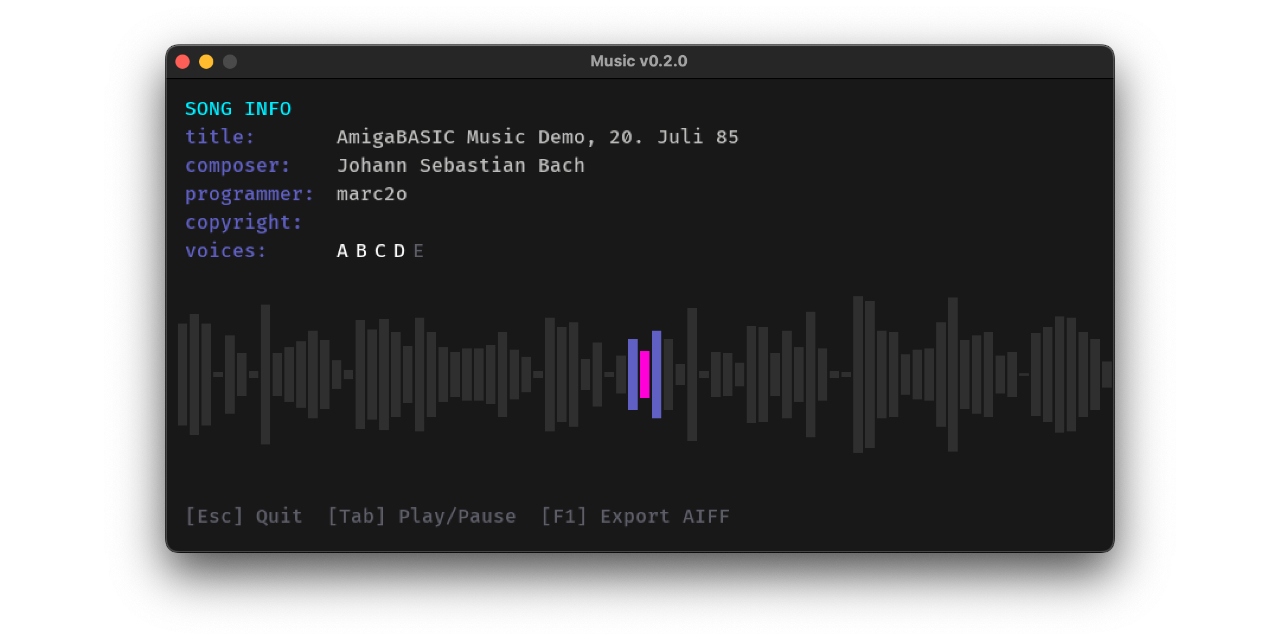 Music v0.2.0
SONG INFO
title: AmigaBASIC Music Demo, 20. Juli 85
composer: Johann Sebastian Bach
programmer: marc2o
copyright:
voices: A B C D E
[Esc] Quit [Tab] Play/Pause [F1] Export AIFF